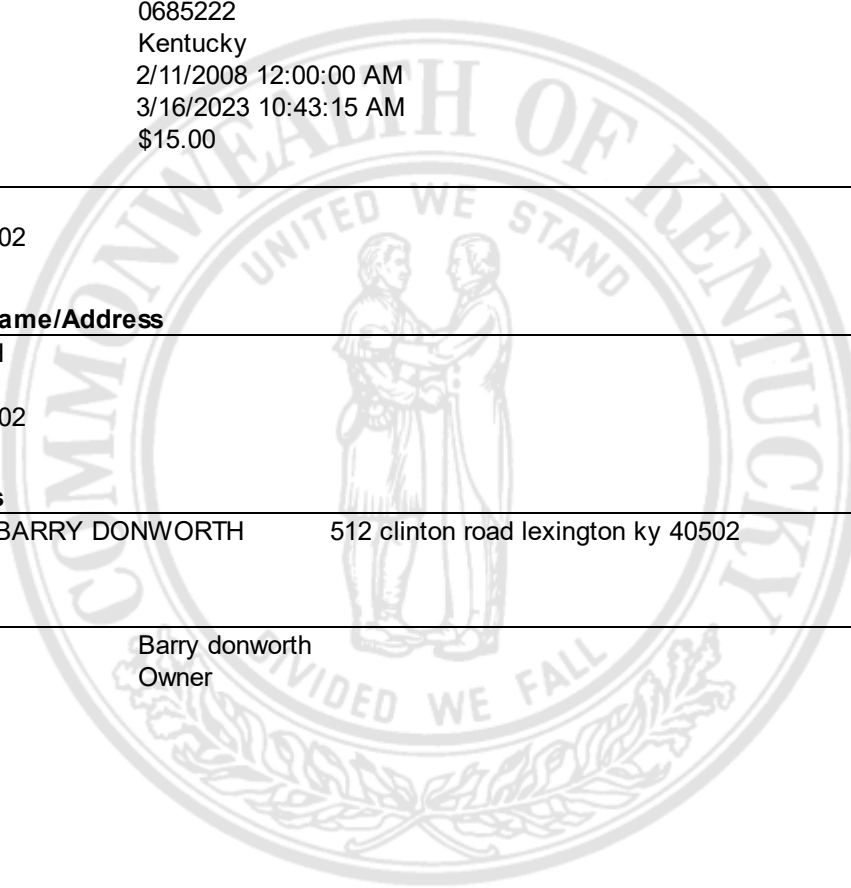 0685222
Kentucky
2/11/2008 12:00:00 AM
3/16/2023 10:43:15 AM
$15.00
02
ame/Address
02
s
BARRY DONWORTH 512 clinton road lexington ky 40502
Barry donworth
Owner
COMMONWEALTH OF KENTUCKY
UNITED WE STAND
DIVIDED WE FALL